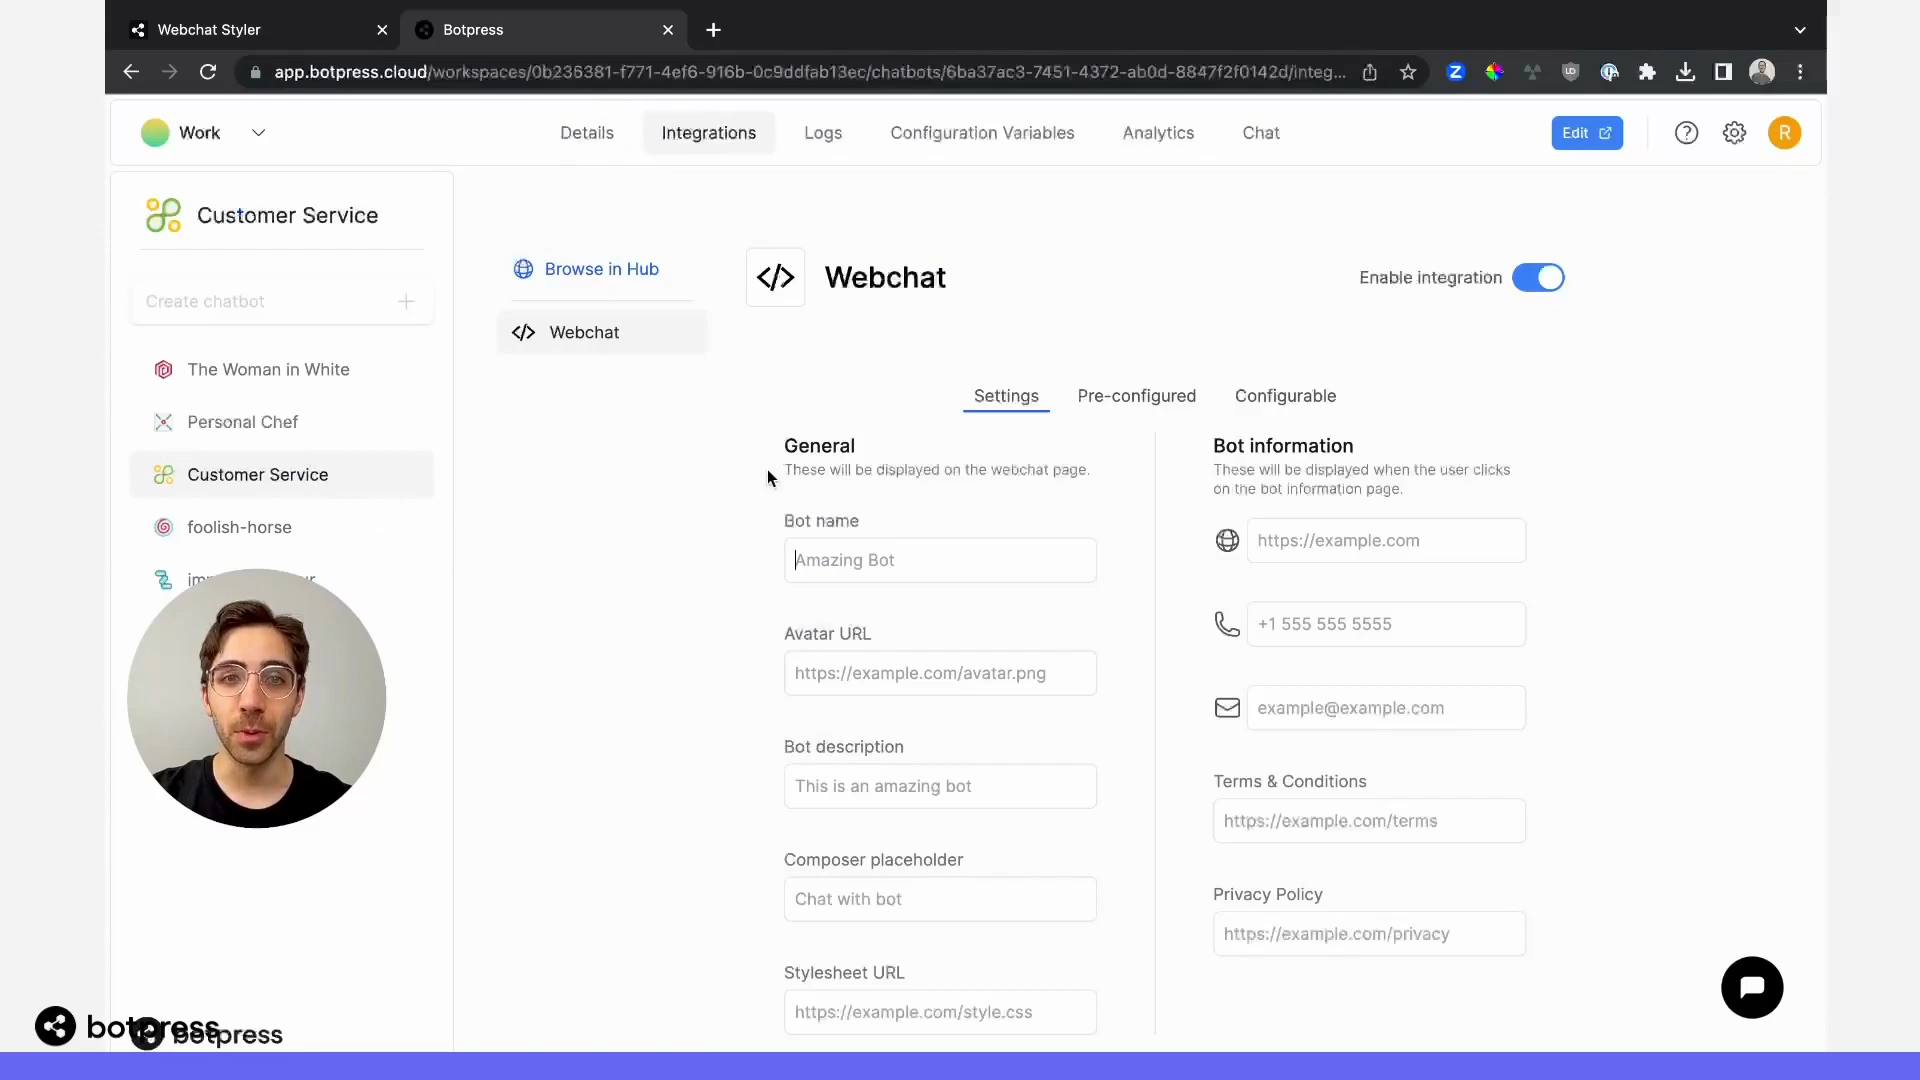 Webchat Styler
Botpress
app.botpress.cloud/workspaces/0b235381-f771-4ef6-916b-0c9ddfab13ec/chatbots/6ba37ac3-7451-4372-ab0d-8847f2f0142d/integ...
Work
Details
Integrations
Logs
Configuration Variables
Analytics
Chat
Edit
R
Customer Service
Create chatbot
The Woman in White
Personal Chef
Customer Service
foolish-horse
Browse in Hub
Webchat
Webchat
Enable integration
Settings
Pre-configured
Configurable
General
These will be displayed on the webchat page.
Bot name
Amazing Bot
Avatar URL
https://example.com/avatar.png
Bot description
This is an amazing bot
Composer placeholder
Chat with bot
Stylesheet URL
https://example.com/style.css
Bot information
These will be displayed when the user clicks
on the bot information page.
https://example.com
+1 555 555 5555
example@example.com
Terms & Conditions
https://example.com/terms
Privacy Policy
https://example.com/privacy
botpress
botpress